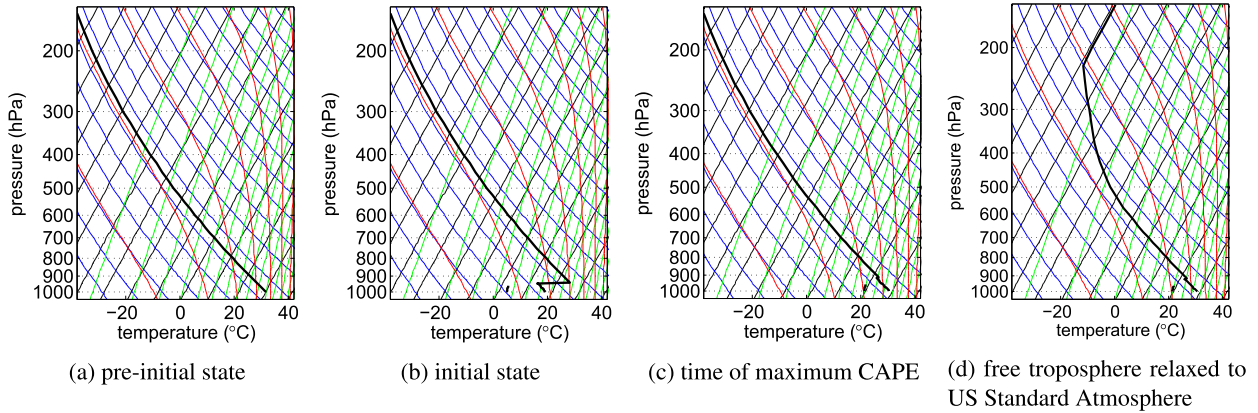 200
300
400
500
600
700
800
900
1000
pressure (hPa)
−20 0 20 40
temperature (°C)
(a) pre-initial state
200
300
400
500
600
700
800
900
1000
pressure (hPa)
−20 0 20 40
temperature (°C)
(b) initial state
200
300
400
500
600
700
800
900
1000
pressure (hPa)
−20 0 20 40
temperature (°C)
(c) time of maximum CAPE
200
300
400
500
600
700
800
900
1000
pressure (hPa)
−20 0 20 40
temperature (°C)
(d) free troposphere relaxed to
US Standard Atmosphere